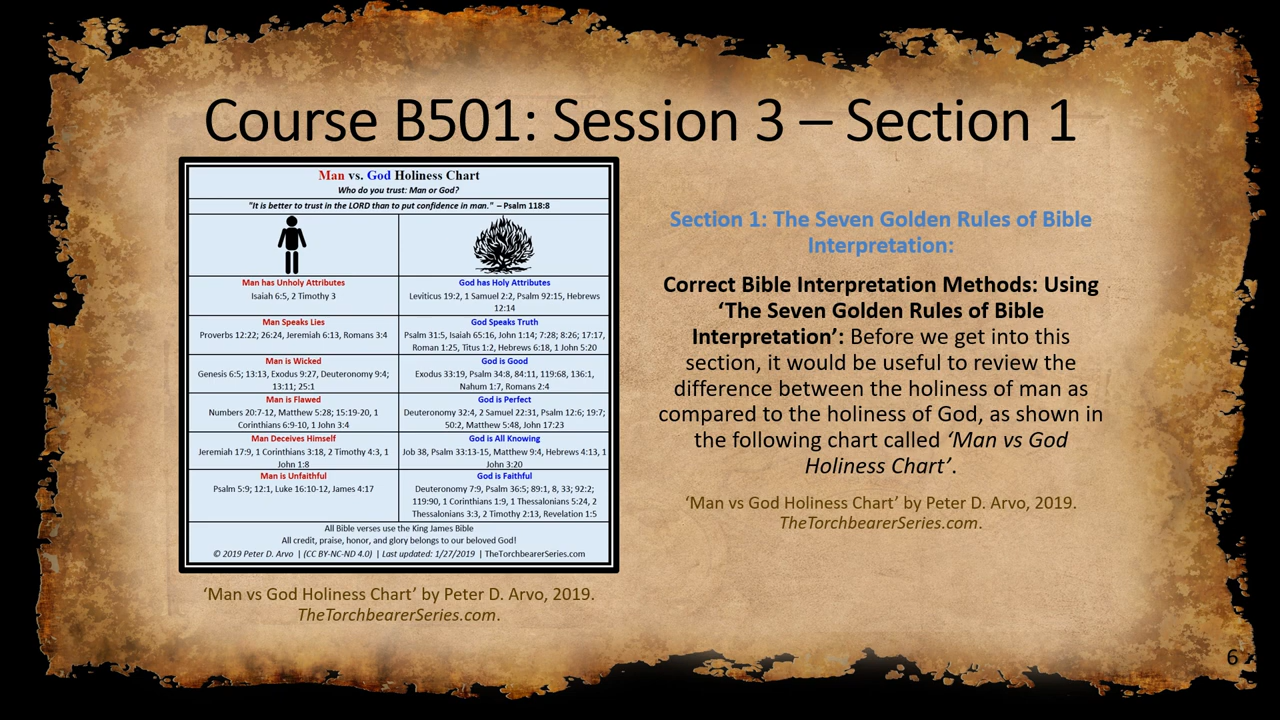 Course B501: Session 3 – Section 1
Man vs. God Holiness Chart
Who do you trust: Man or God?
"It is better to trust in the LORD than to put confidence in man." – Psalm 118:8
Man has Unholy Attributes
Isaiah 6:5, 2 Timothy 3
God has Holy Attributes
Leviticus 19:2, 1 Samuel 2:2, Psalm 92:15, Hebrews
12:14
Man Speaks Lies
Proverbs 12:22; 26:24, Jeremiah 6:13, Romans 3:4
God Speaks Truth
Psalm 31:5, Isaiah 65:16, John 1:14; 7:28; 8:26; 17:17,
Roman 1:25, Titus 1:2, Hebrews 6:18, 1 John 5:20
Man is Wicked
Genesis 6:5; 13:13, Exodus 9:27, Deuteronomy 9:4;
13:11; 25:1
God is Good
Exodus 33:19, Psalm 34:8, 84:11, 119:68, 136:1,
Nahum 1:7, Romans 2:4
Man is Flawed
Numbers 20:7-12, Matthew 5:28; 15:19-20, 1
Corinthians 6:9-10, 1 John 3:4
God is Perfect
Deuteronomy 32:4, 2 Samuel 22:31, Psalm 12:6; 19:7;
50:2, Matthew 5:48, John 17:23
Man Deceives Himself
Jeremiah 17:9, 1 Corinthians 3:18, 2 Timothy 4:3, 1
John 1:8
God is All Knowing
Job 38, Psalm 33:13-15, Matthew 9:4, Hebrews 4:13, 1
John 3:20
Man is Unfaithful
Psalm 5:9; 12:1, Luke 16:10-12, James 4:17
God is Faithful
Deuteronomy 7:9, Psalm 36:5; 89:1, 8, 33; 92:2;
119:90, 1 Corinthians 1:9, 1 Thessalonians 5:24, 2
Thessalonians 3:3, 2 Timothy 2:13, Revelation 1:5
All Bible verses use the King James Bible
All credit, praise, honor, and glory belongs to our beloved God!
© 2019 Peter D. Arvo | (CC BY-NC-ND 4.0) | Last updated: 1/27/2019 | TheTorchbearerSeries.com
‘Man vs God Holiness Chart’ by Peter D. Arvo, 2019.
TheTorchbearerSeries.com.
Section 1: The Seven Golden Rules of Bible
Interpretation:
Correct Bible Interpretation Methods: Using
‘The Seven Golden Rules of Bible
Interpretation’: Before we get into this
section, it would be useful to review the
difference between the holiness of man as
compared to the holiness of God, as shown in
the following chart called ‘Man vs God
Holiness Chart’.
‘Man vs God Holiness Chart’ by Peter D. Arvo, 2019.
TheTorchbearerSeries.com.
6